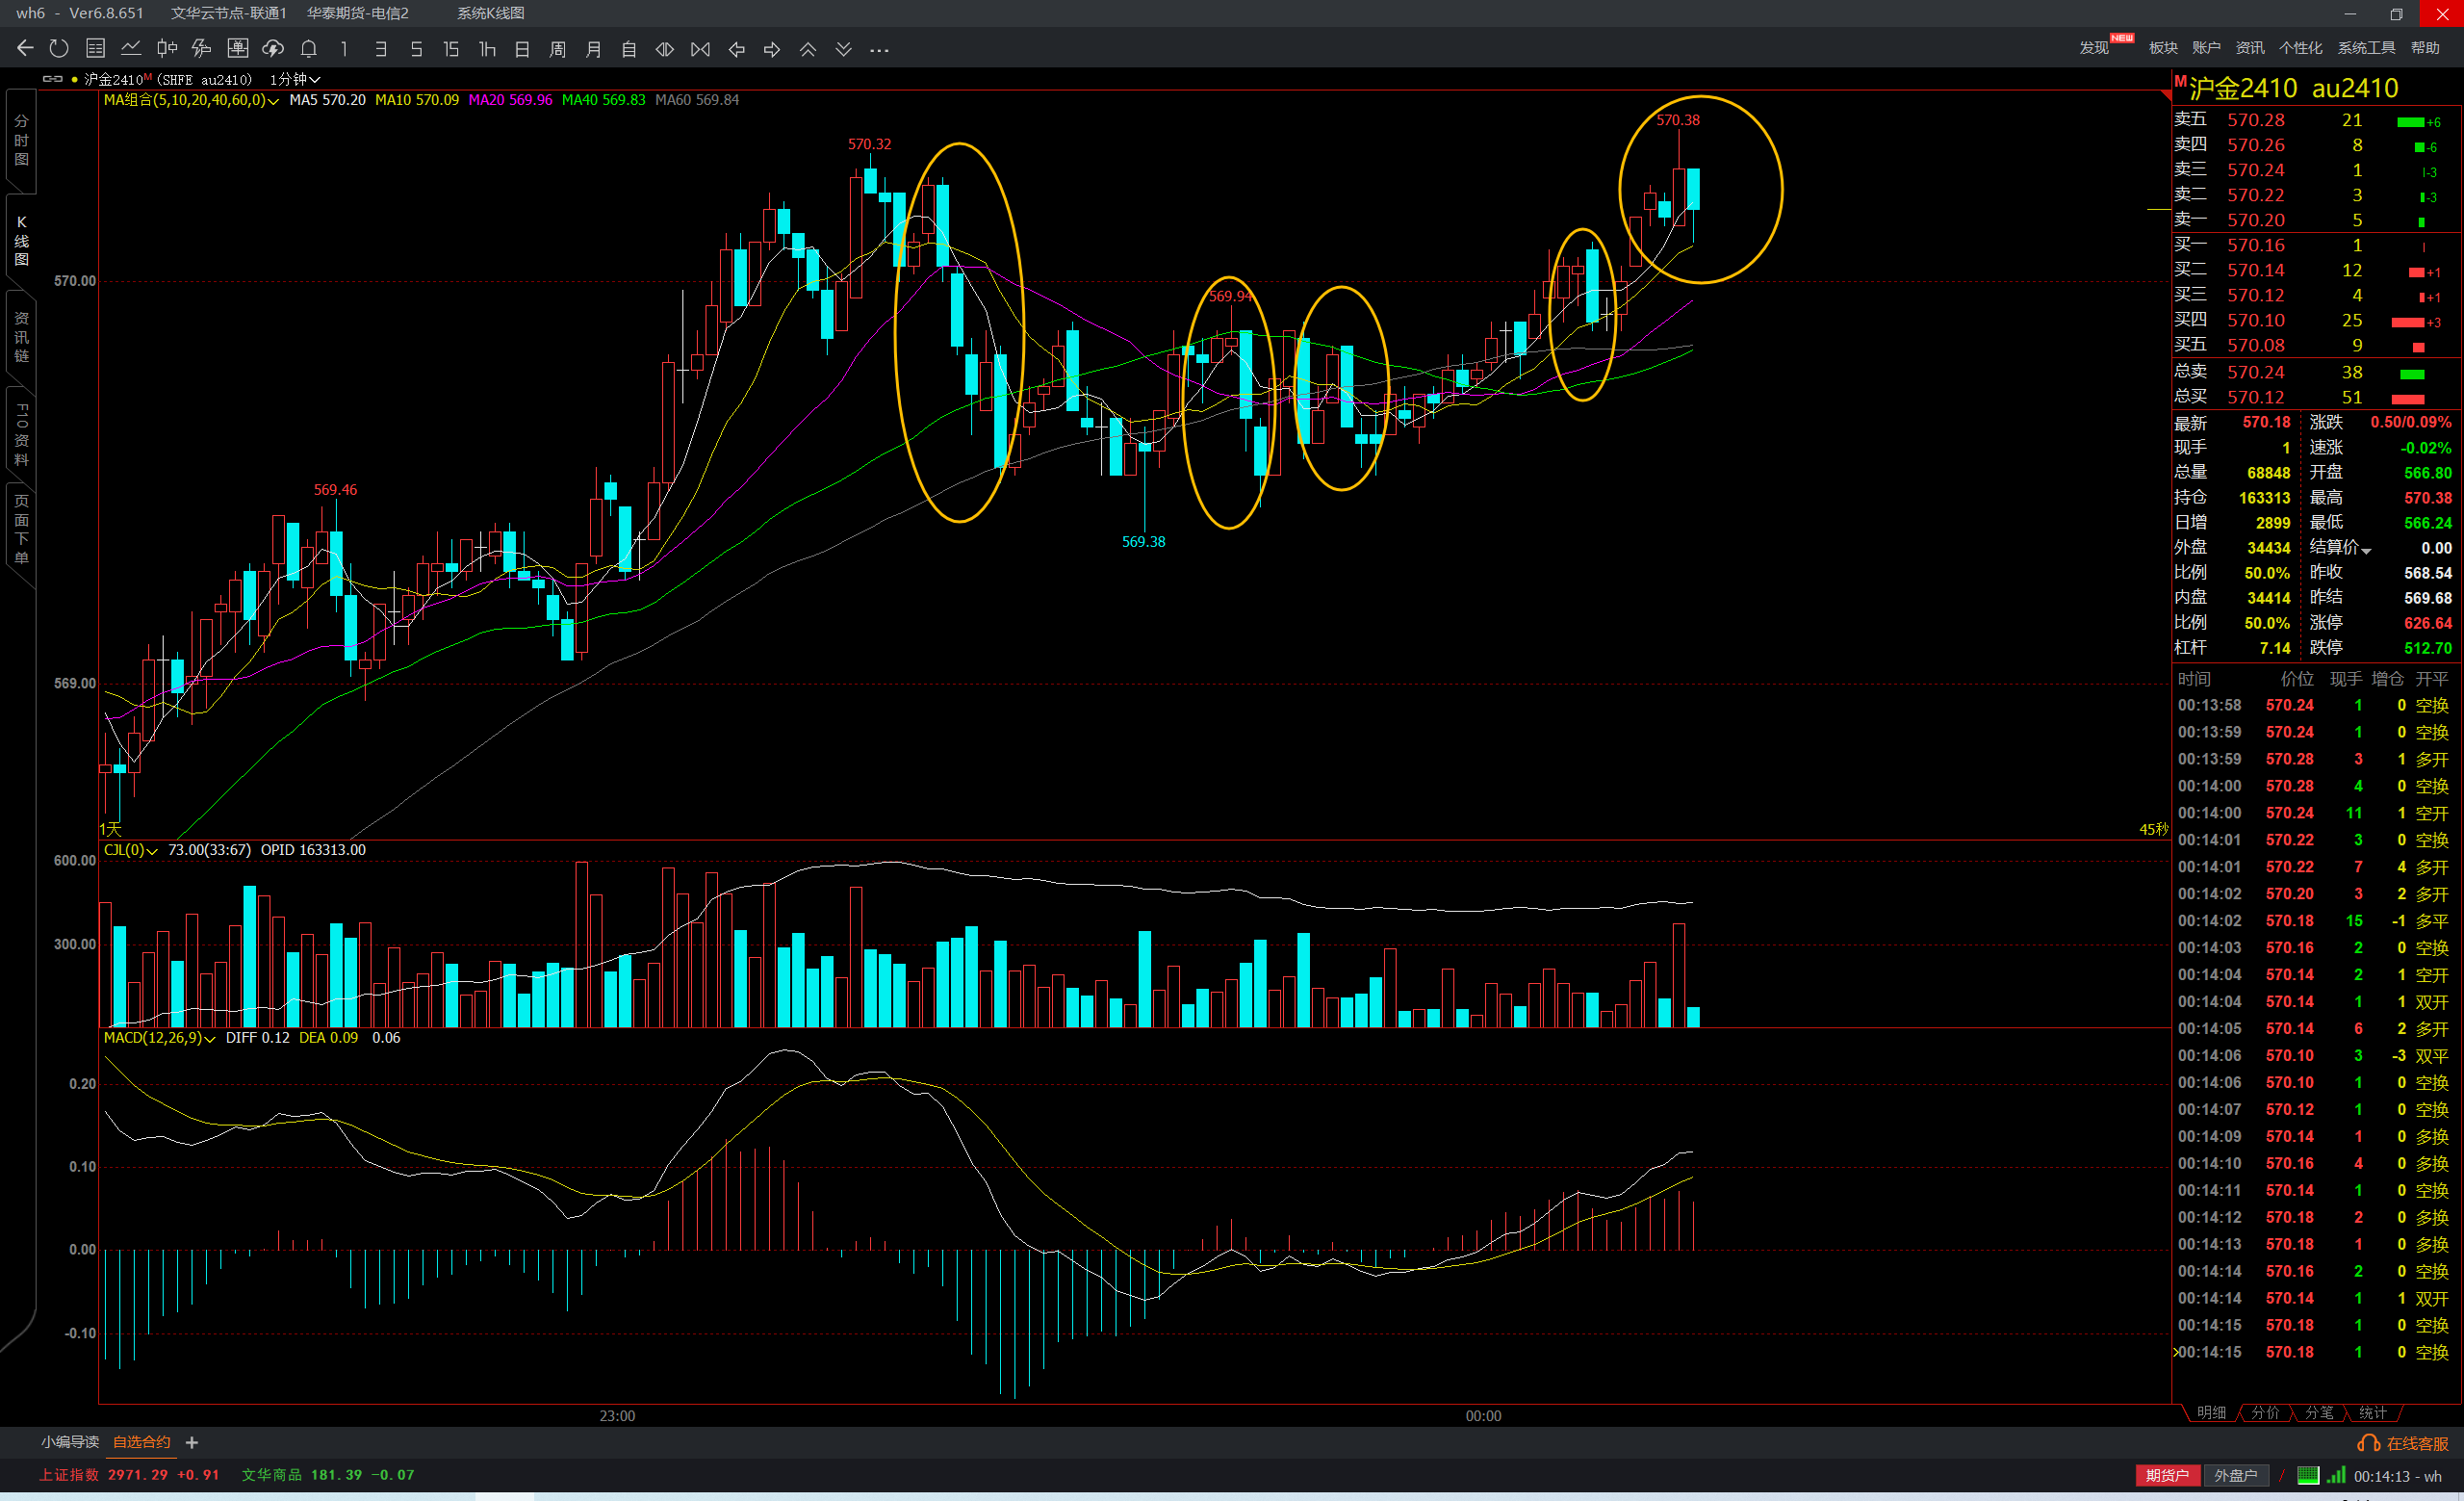 wh6 - Ver6.8.651 文华云节点-联通1 华泰期货-电信2 系统K线图
1 3 5 15 1h 日 周 月 自 ...
发现 NEW 板块 账户 资讯 个性化 系统工具 帮助
沪金2410M (SHFE au2410) 1分钟
MA组合(5,10,20,40,60,0) MA5 570.20 MA10 570.09 MA20 569.96 MA40 569.83 MA60 569.84
分时图
K线图
资讯链
F10资料
页面下单
570.38
570.32
570.00
569.94
569.46
569.38
569.00
1天
45秒
CJL(0) 73.00(33:67) OPID 163313.00
600.00
300.00
MACD(12,26,9) DIFF 0.12 DEA 0.09 0.06
0.20
0.10
0.00
-0.10
23:00 00:00
M 沪金2410 au2410
卖五 570.28 21 +6
卖四 570.26 8 -6
卖三 570.24 1 -3
卖二 570.22 3 -3
卖一 570.20 5
买一 570.16 1
买二 570.14 12 +1
买三 570.12 4 +1
买四 570.10 25 +3
买五 570.08 9
总卖 570.24 38
总买 570.12 51
最新 570.18 涨跌 0.50/0.09%
现手 1 速涨 -0.02%
总量 68848 开盘 566.80
持仓 163313 最高 570.38
日增 2899 最低 566.24
外盘 34434 结算价 0.00
比例 50.0% 昨收 568.54
内盘 34414 昨结 569.68
比例 50.0% 涨停 626.64
杠杆 7.14 跌停 512.70
时间 价位 现手 增仓 开平
00:13:58 570.24 1 0 空换
00:13:59 570.24 1 0 空换
00:13:59 570.28 3 1 多开
00:14:00 570.28 4 0 空换
00:14:00 570.24 11 1 空开
00:14:01 570.22 3 0 空换
00:14:01 570.22 7 4 多开
00:14:02 570.20 3 2 多开
00:14:02 570.18 15 -1 多平
00:14:03 570.16 2 0 空换
00:14:04 570.14 2 1 空开
00:14:04 570.14 1 1 双开
00:14:05 570.14 6 2 多开
00:14:06 570.10 3 -3 双平
00:14:06 570.10 1 0 空换
00:14:07 570.12 1 0 空换
00:14:09 570.14 1 0 多换
00:14:10 570.16 4 0 多换
00:14:11 570.14 1 0 空换
00:14:12 570.18 2 0 多换
00:14:13 570.18 1 0 多换
00:14:14 570.16 2 0 空换
00:14:14 570.14 1 1 双开
00:14:15 570.18 1 0 空换
00:14:15 570.18 1 0 空换
明细 分价 分笔 统计
小编导读 自选合约 +
在线客服
上证指数 2971.29 +0.91 文华商品 181.39 -0.07
期货户 外盘户 / 00:14:13 - wh